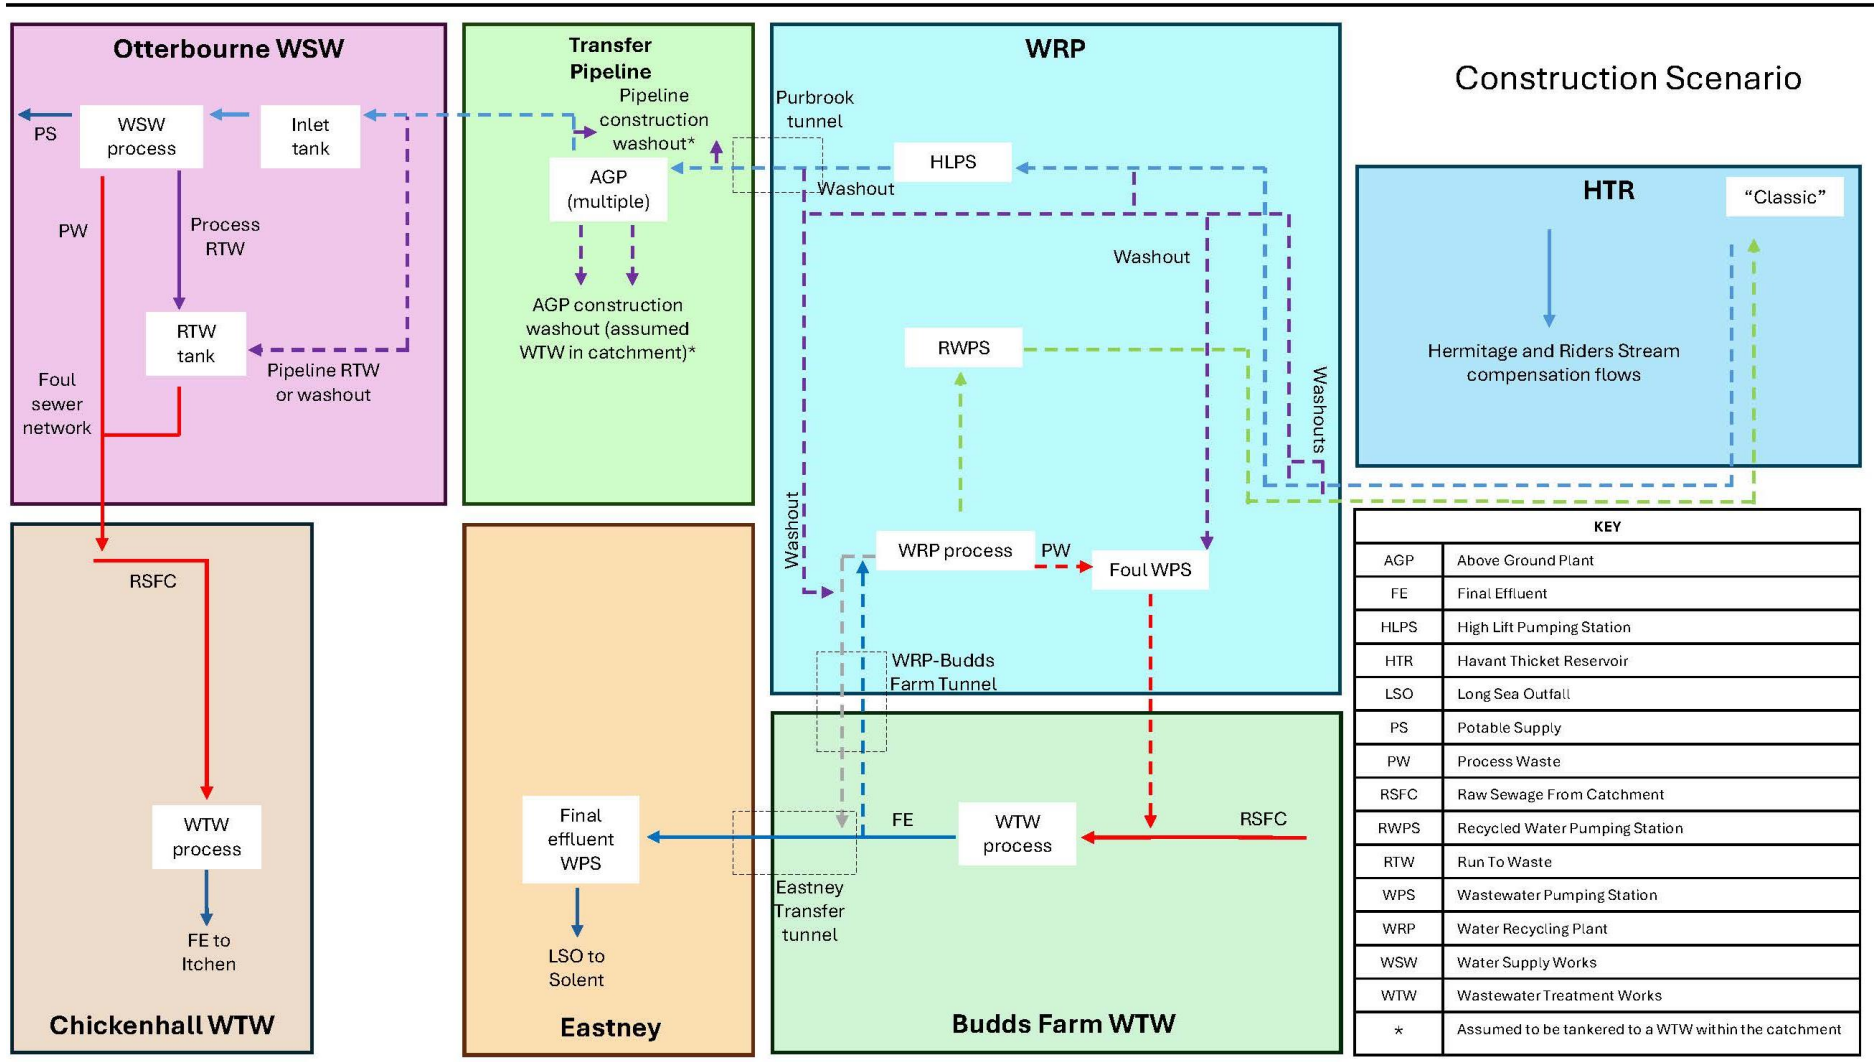 Construction Scenario
Otterbourne WSW
PS
WSW
process
Inlet
tank
PW
Process
RTW
RTW
tank
Pipeline RTW
or washout
Foul
sewer
network
Transfer
Pipeline
Pipeline
construction
washout*
AGP
(multiple)
AGP construction
washout (assumed
WTW in catchment)*
WRP
Purbrook
tunnel
HLPS
Washout
Washout
RWPS
Washouts
Washout
WRP process
PW
Foul WPS
WRP-Budds
Farm Tunnel
HTR
“Classic”
Hermitage and Riders Stream
compensation flows
RSFC
WTW
process
FE to
Itchen
Chickenhall WTW
Final
effluent
WPS
LSO to
Solent
Eastney
FE
WTW
process
RSFC
Eastney
Transfer
tunnel
Budds Farm WTW
KEY
AGP Above Ground Plant
FE Final Effluent
HLPS High Lift Pumping Station
HTR Havant Thicket Reservoir
LSO Long Sea Outfall
PS Potable Supply
PW Process Waste
RSFC Raw Sewage From Catchment
RWPS Recycled Water Pumping Station
RTW Run To Waste
WPS Wastewater Pumping Station
WRP Water Recycling Plant
WSW Water Supply Works
WTW Wastewater Treatment Works
* Assumed to be tankered to a WTW within the catchment